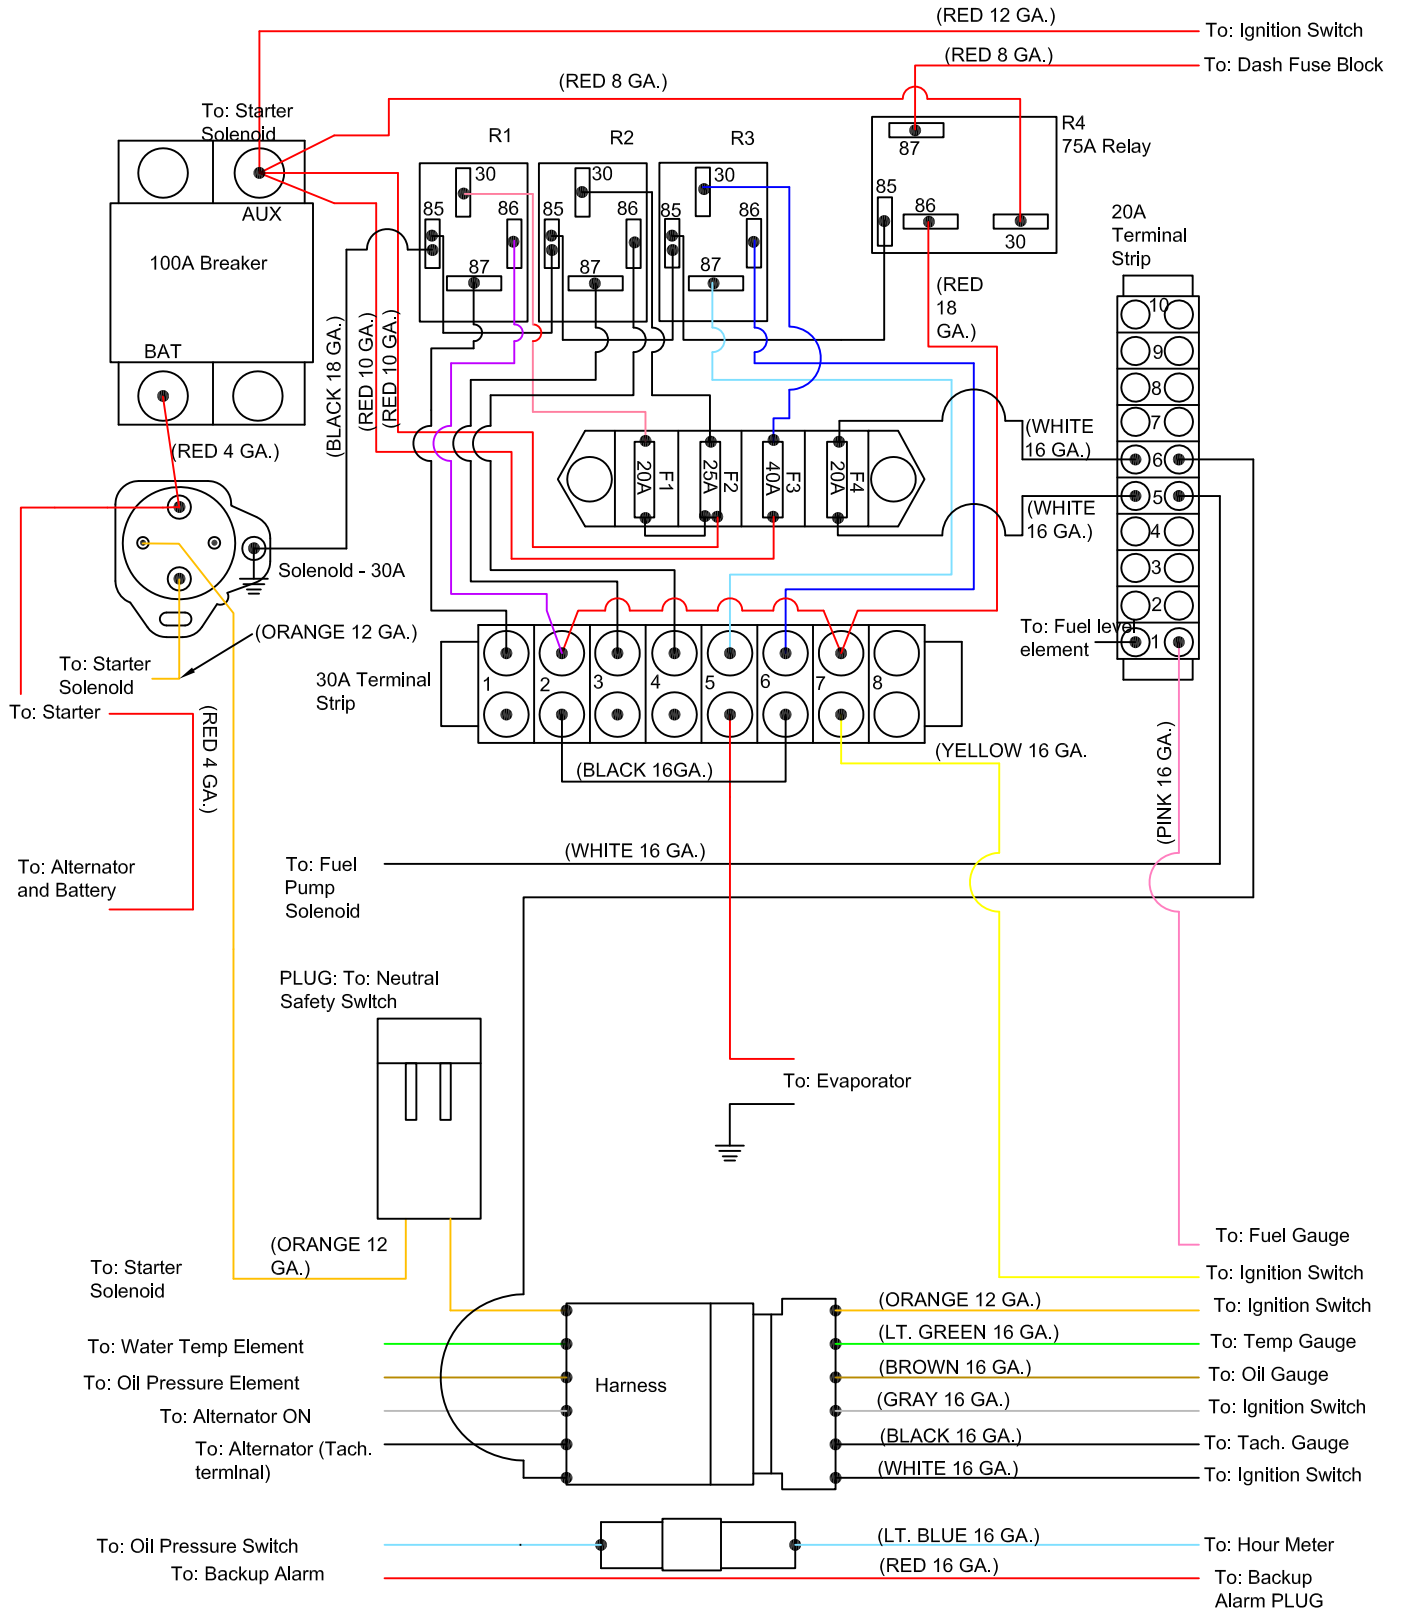 (RED 12 GA.)
To: Ignition Switch
(RED 8 GA.)
To: Dash Fuse Block
(RED 8 GA.)
To: Starter
Solenoid
R1
R2
R3
R4
75A Relay
AUX
100A Breaker
BAT
30
85
86
87
30
85
86
87
30
85
86
87
87
85
86
30
20A
Terminal
Strip
10
9
8
7
6
5
4
3
2
1
(RED
18
GA.)
(BLACK 18 GA.)
(RED 10 GA.)
(RED 10 GA.)
(RED 4 GA.)
(WHITE
16 GA.)
(WHITE
16 GA.)
F1
20A
F2
25A
F3
40A
F4
20A
Solenold - 30A
(ORANGE 12 GA.)
To: Starter
Solenold
To: Starter
(RED 4 GA.)
To: Fuel level
element
30A Terminal
Strip
1
2
3
4
5
6
7
8
(BLACK 16GA.)
(YELLOW 16 GA.
(PINK 16 GA.)
To: Alternator
and Battery
To: Fuel
Pump
Solenoid
(WHITE 16 GA.)
PLUG: To: Neutral
Safety Swltch
To: Evaporator
(ORANGE 12
GA.)
To: Starter
Solenoid
To: Fuel Gauge
To: Ignition Switch
(ORANGE 12 GA.)
To: Ignition Switch
To: Water Temp Element
(LT. GREEN 16 GA.)
To: Temp Gauge
To: Oil Pressure Element
Harness
(BROWN 16 GA.)
To: Oil Gauge
To: Alternator ON
(GRAY 16 GA.)
To: Ignition Switch
To: Alternator (Tach.
termlnal)
(BLACK 16 GA.)
To: Tach. Gauge
(WHITE 16 GA.)
To: Ignition Switch
To: Oil Pressure Switch
(LT. BLUE 16 GA.)
To: Hour Meter
To: Backup Alarm
(RED 16 GA.)
To: Backup
Alarm PLUG